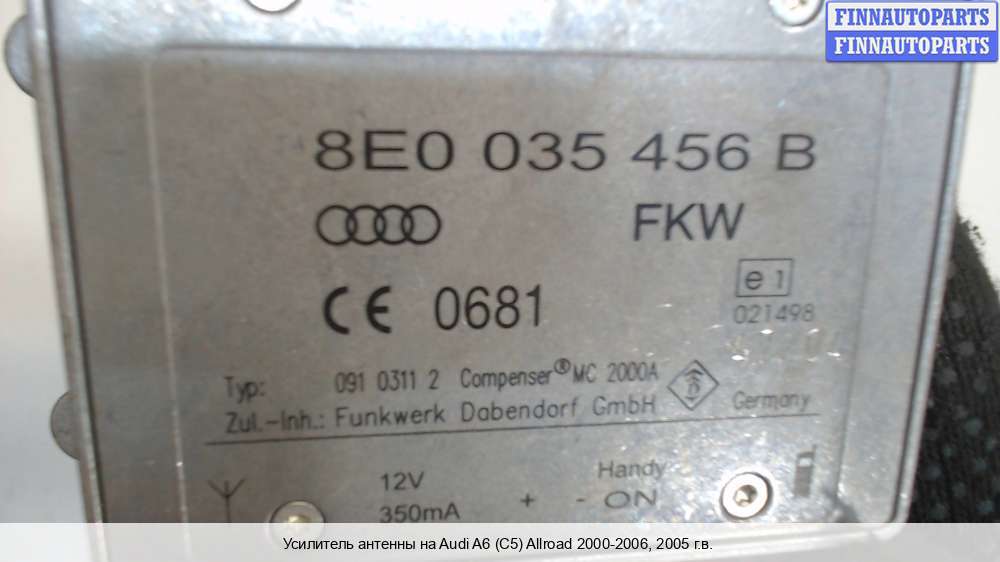 FINNAUTOPARTS
FINNAUTOPARTS
8E0 035 456 B
FKW
CE 0681
e 1
021498
Typ: 091 0311 2 Compenser® MC 2000A
Zul.-Inh.: Funkwerk Dabendorf GmbH
Germany
12V
350mA
Handy
+ - ON
Усилитель антенны на Audi A6 (C5) Allroad 2000-2006, 2005 г.в.